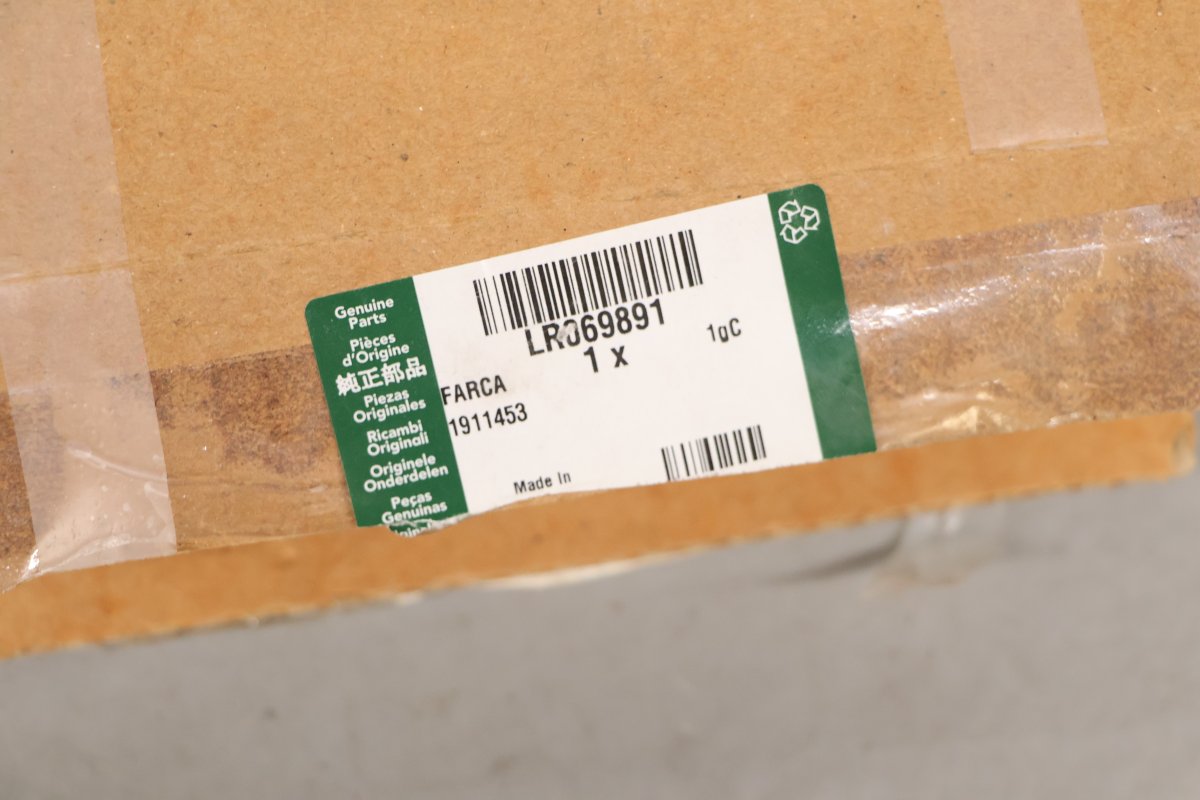 Genuine
Parts
Pièces
d'Origine
純正部品
Piezas
Originales
Ricambi
Originali
Originele
Onderdelen
Peças
Genuinas
LR069891
1 x
1gC
FARCA
1911453
Made In